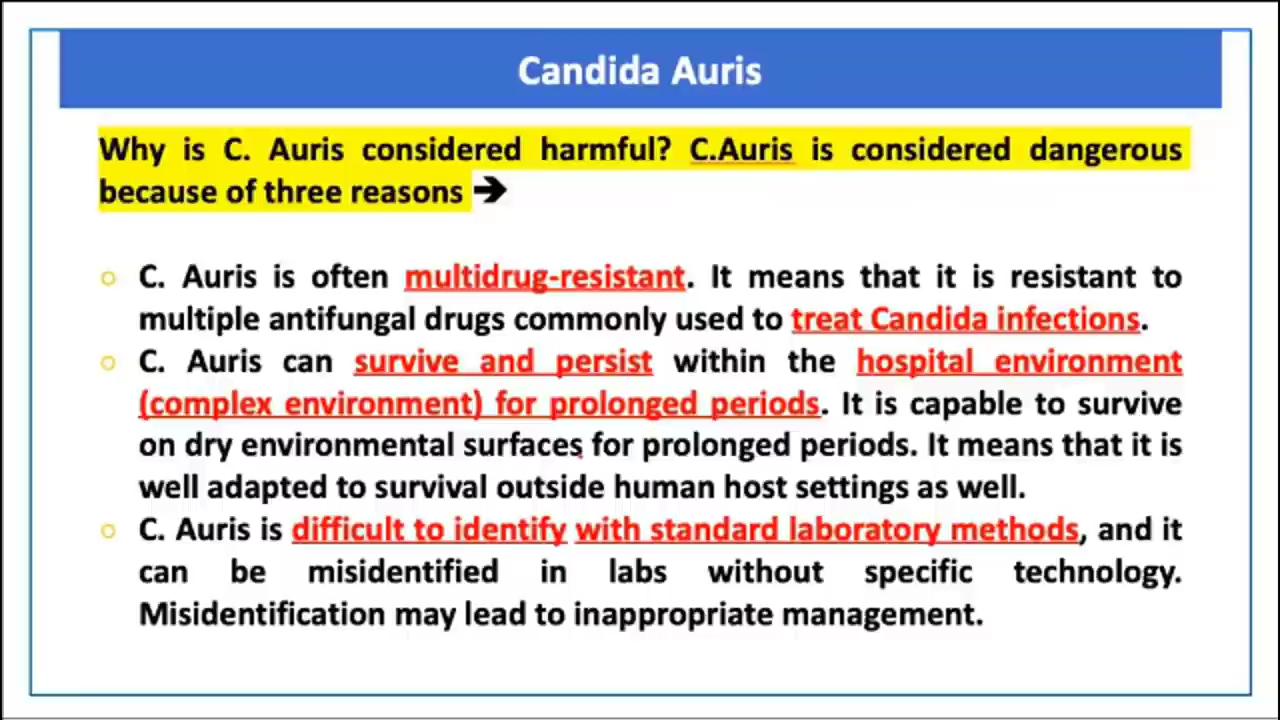 Candida Auris
Why is C. Auris considered harmful? C.Auris is considered dangerous
because of three reasons ➔
○ C. Auris is often multidrug-resistant. It means that it is resistant to
multiple antifungal drugs commonly used to treat Candida infections.
○ C. Auris can survive and persist within the hospital environment
(complex environment) for prolonged periods. It is capable to survive
on dry environmental surfaces for prolonged periods. It means that it is
well adapted to survival outside human host settings as well.
○ C. Auris is difficult to identify with standard laboratory methods, and it
can be misidentified in labs without specific technology.
Misidentification may lead to inappropriate management.